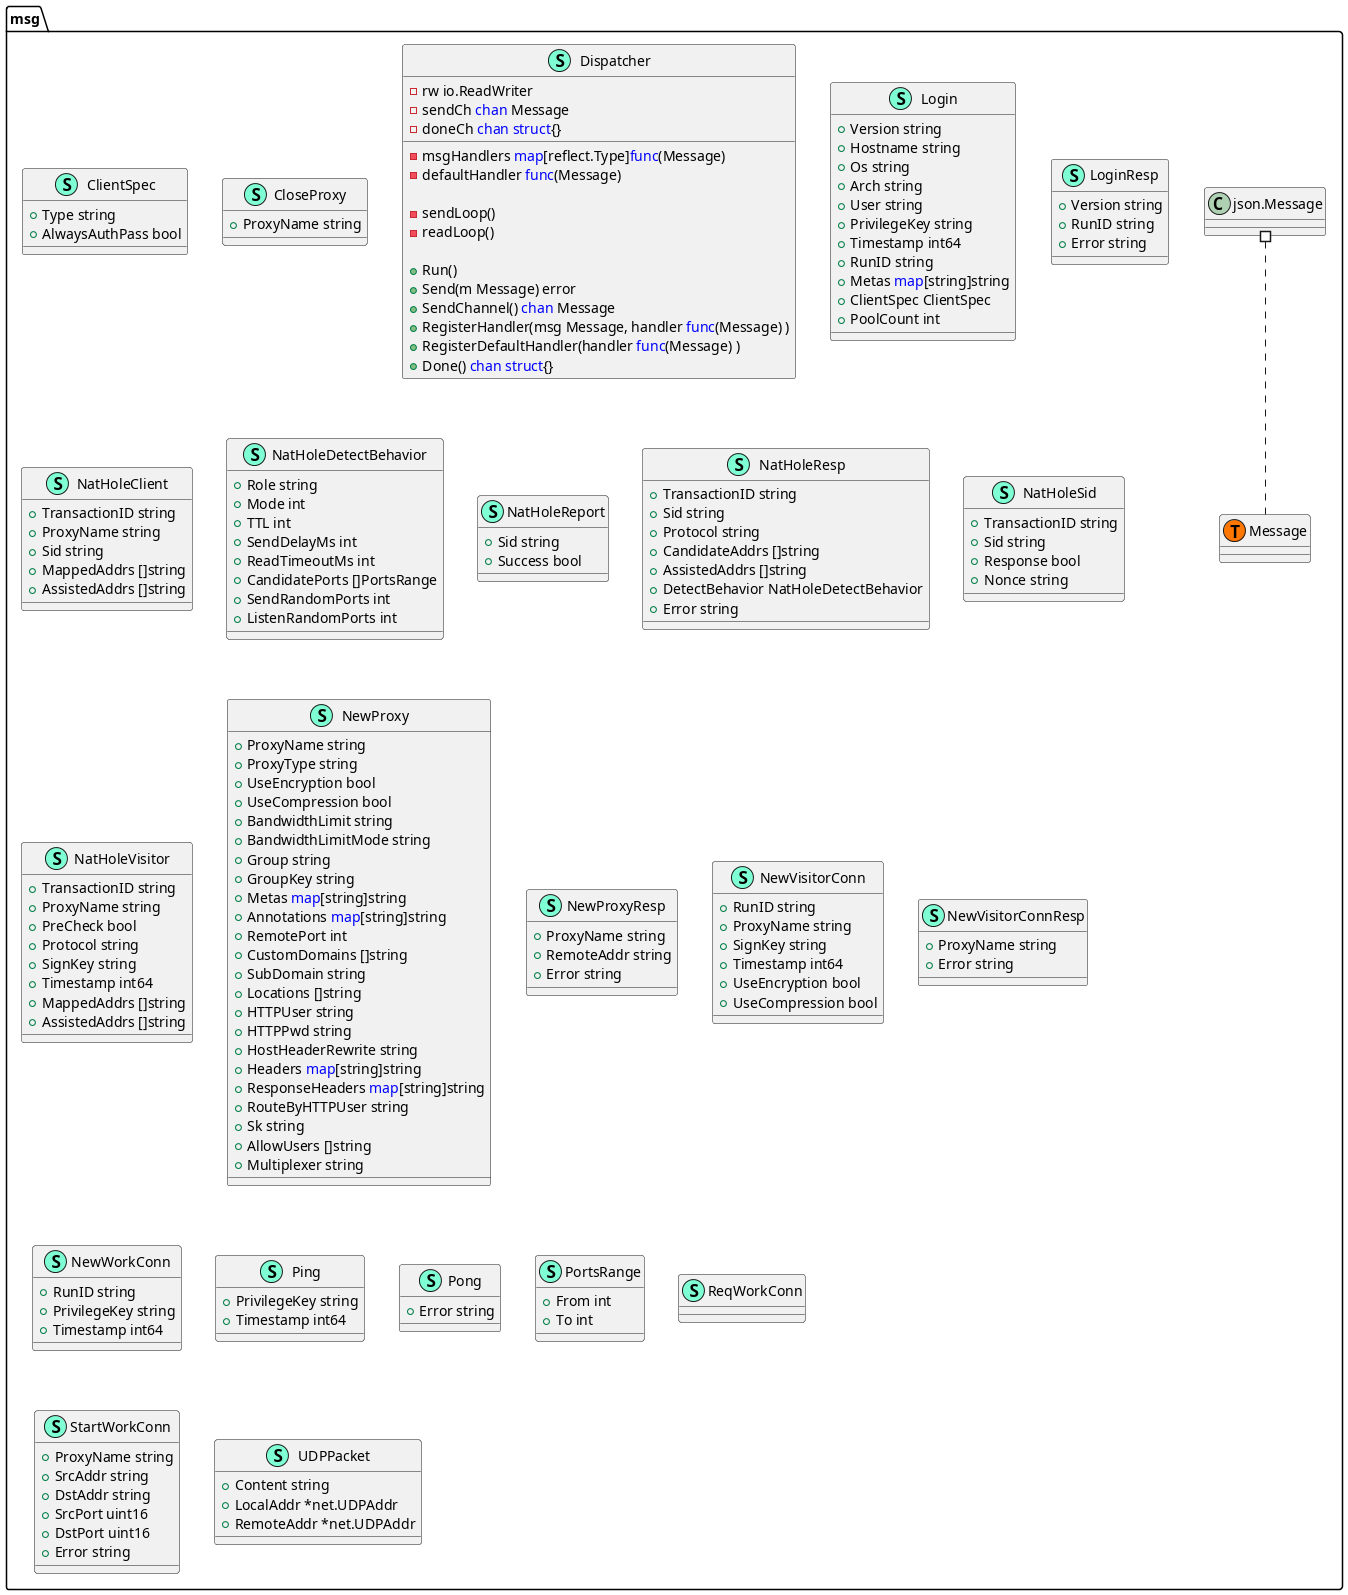 msg
S ClientSpec
Type string
AlwaysAuthPass bool
S CloseProxy
ProxyName string
S Dispatcher
rw io.ReadWriter
sendCh chan Message
doneCh chan struct{}
msgHandlers map[reflect.Type]func(Message)
defaultHandler func(Message)
sendLoop()
readLoop()
Run()
Send(m Message) error
SendChannel() chan Message
RegisterHandler(msg Message, handler func(Message) )
RegisterDefaultHandler(handler func(Message) )
Done() chan struct{}
S Login
Version string
Hostname string
Os string
Arch string
User string
PrivilegeKey string
Timestamp int64
RunID string
Metas map[string]string
ClientSpec ClientSpec
PoolCount int
S LoginResp
Version string
RunID string
Error string
C json.Message
S NatHoleClient
TransactionID string
ProxyName string
Sid string
MappedAddrs []string
AssistedAddrs []string
S NatHoleDetectBehavior
Role string
Mode int
TTL int
SendDelayMs int
ReadTimeoutMs int
CandidatePorts []PortsRange
SendRandomPorts int
ListenRandomPorts int
S NatHoleReport
Sid string
Success bool
S NatHoleResp
TransactionID string
Sid string
Protocol string
CandidateAddrs []string
AssistedAddrs []string
DetectBehavior NatHoleDetectBehavior
Error string
S NatHoleSid
TransactionID string
Sid string
Response bool
Nonce string
T Message
S NatHoleVisitor
TransactionID string
ProxyName string
PreCheck bool
Protocol string
SignKey string
Timestamp int64
MappedAddrs []string
AssistedAddrs []string
S NewProxy
ProxyName string
ProxyType string
UseEncryption bool
UseCompression bool
BandwidthLimit string
BandwidthLimitMode string
Group string
GroupKey string
Metas map[string]string
Annotations map[string]string
RemotePort int
CustomDomains []string
SubDomain string
Locations []string
HTTPUser string
HTTPPwd string
HostHeaderRewrite string
Headers map[string]string
ResponseHeaders map[string]string
RouteByHTTPUser string
Sk string
AllowUsers []string
Multiplexer string
S NewProxyResp
ProxyName string
RemoteAddr string
Error string
S NewVisitorConn
RunID string
ProxyName string
SignKey string
Timestamp int64
UseEncryption bool
UseCompression bool
S NewVisitorConnResp
ProxyName string
Error string
S NewWorkConn
RunID string
PrivilegeKey string
Timestamp int64
S Ping
PrivilegeKey string
Timestamp int64
S Pong
Error string
S PortsRange
From int
To int
S ReqWorkConn
S StartWorkConn
ProxyName string
SrcAddr string
DstAddr string
SrcPort uint16
DstPort uint16
Error string
S UDPPacket
Content string
LocalAddr *net.UDPAddr
RemoteAddr *net.UDPAddr